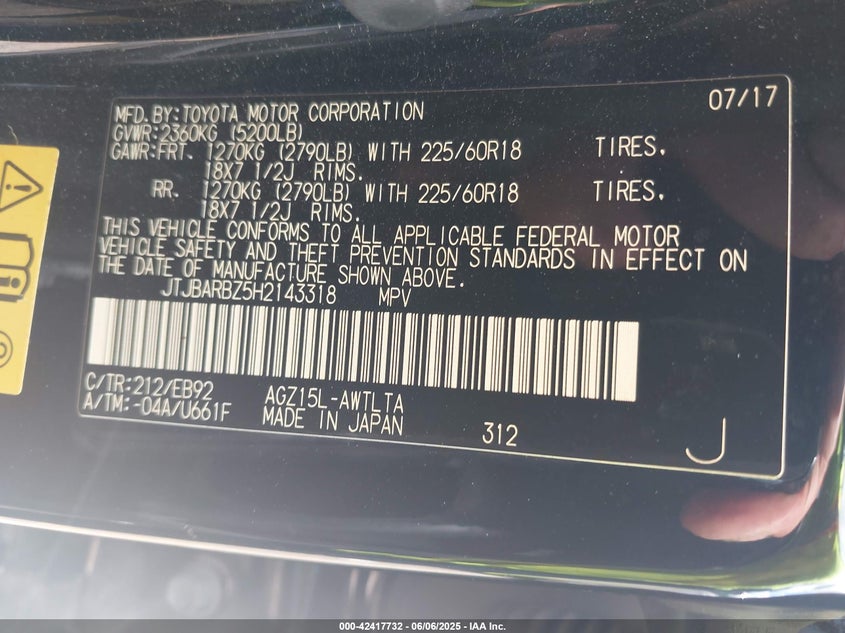 MFD.BY:TOYOTA MOTOR CORPORATION 07/17
GVWR:2360KG (5200LB)
GAWR:FRT. 1270KG (2790LB) WITH 225/60R18 TIRES.
18X7 1/2J RIMS.
RR. 1270KG (2790LB) WITH 225/60R18 TIRES.
18X7 1/2J RIMS.
THIS VEHICLE CONFORMS TO ALL APPLICABLE FEDERAL MOTOR
VEHICLE SAFETY AND THEFT PREVENTION STANDARDS IN EFFECT ON
THE DATE OF MANUFACTURE SHOWN ABOVE.
JTJBARBZ5H2143318 MPV
C/TR:212/EB92 AGZ15L-AWTLTA
A/TM:-04A/U661F MADE IN JAPAN 312 J
000-42417732 - 06/06/2025 - IAA Inc.